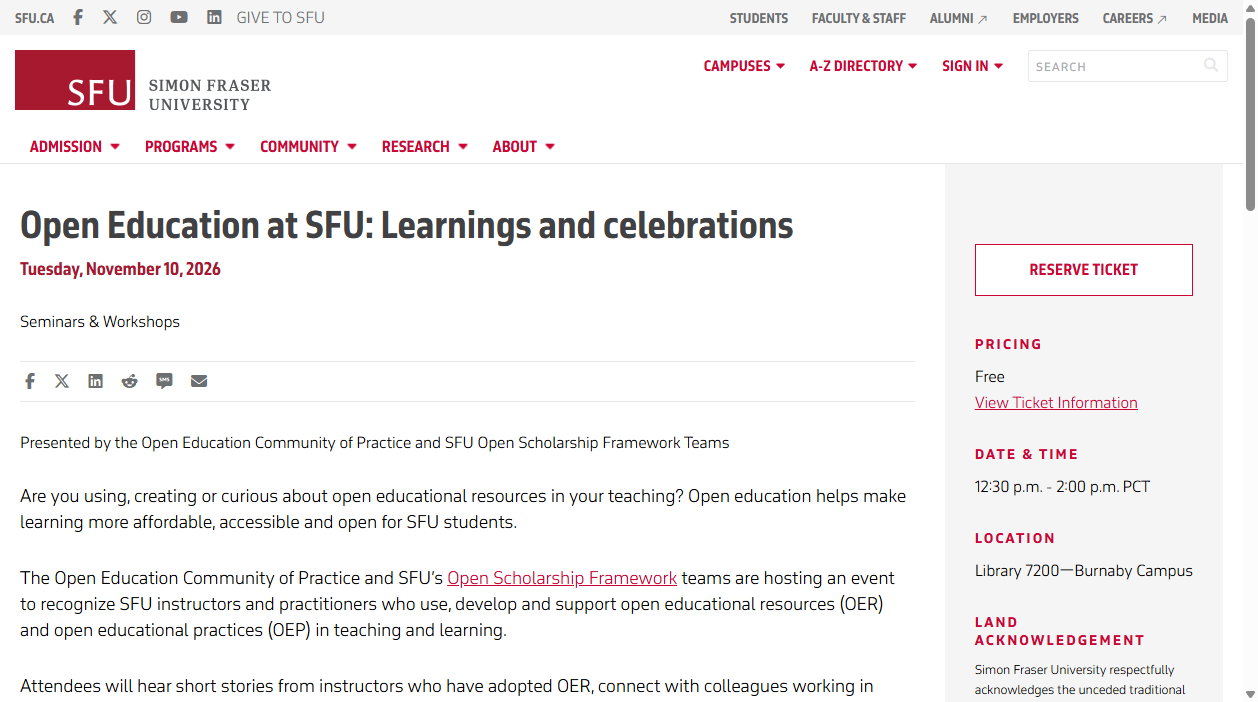 SFU.CA GIVE TO SFU STUDENTS FACULTY & STAFF ALUMNI EMPLOYERS CAREERS MEDIA
SFU SIMON FRASER
UNIVERSITY
CAMPUSES A-Z DIRECTORY SIGN IN SEARCH
ADMISSION PROGRAMS COMMUNITY RESEARCH ABOUT
Open Education at SFU: Learnings and celebrations
Tuesday, November 10, 2026
Seminars & Workshops
SMS
Presented by the Open Education Community of Practice and SFU Open Scholarship Framework Teams
Are you using, creating or curious about open educational resources in your teaching? Open education helps make
learning more affordable, accessible and open for SFU students.
The Open Education Community of Practice and SFU's Open Scholarship Framework teams are hosting an event
to recognize SFU instructors and practitioners who use, develop and support open educational resources (OER)
and open educational practices (OEP) in teaching and learning.
Attendees will hear short stories from instructors who have adopted OER, connect with colleagues working in
RESERVE TICKET
PRICING
Free
View Ticket Information
DATE & TIME
12:30 p.m. - 2:00 p.m. PCT
LOCATION
Library 7200—Burnaby Campus
LAND
ACKNOWLEDGEMENT
Simon Fraser University respectfully
acknowledges the unceded traditional